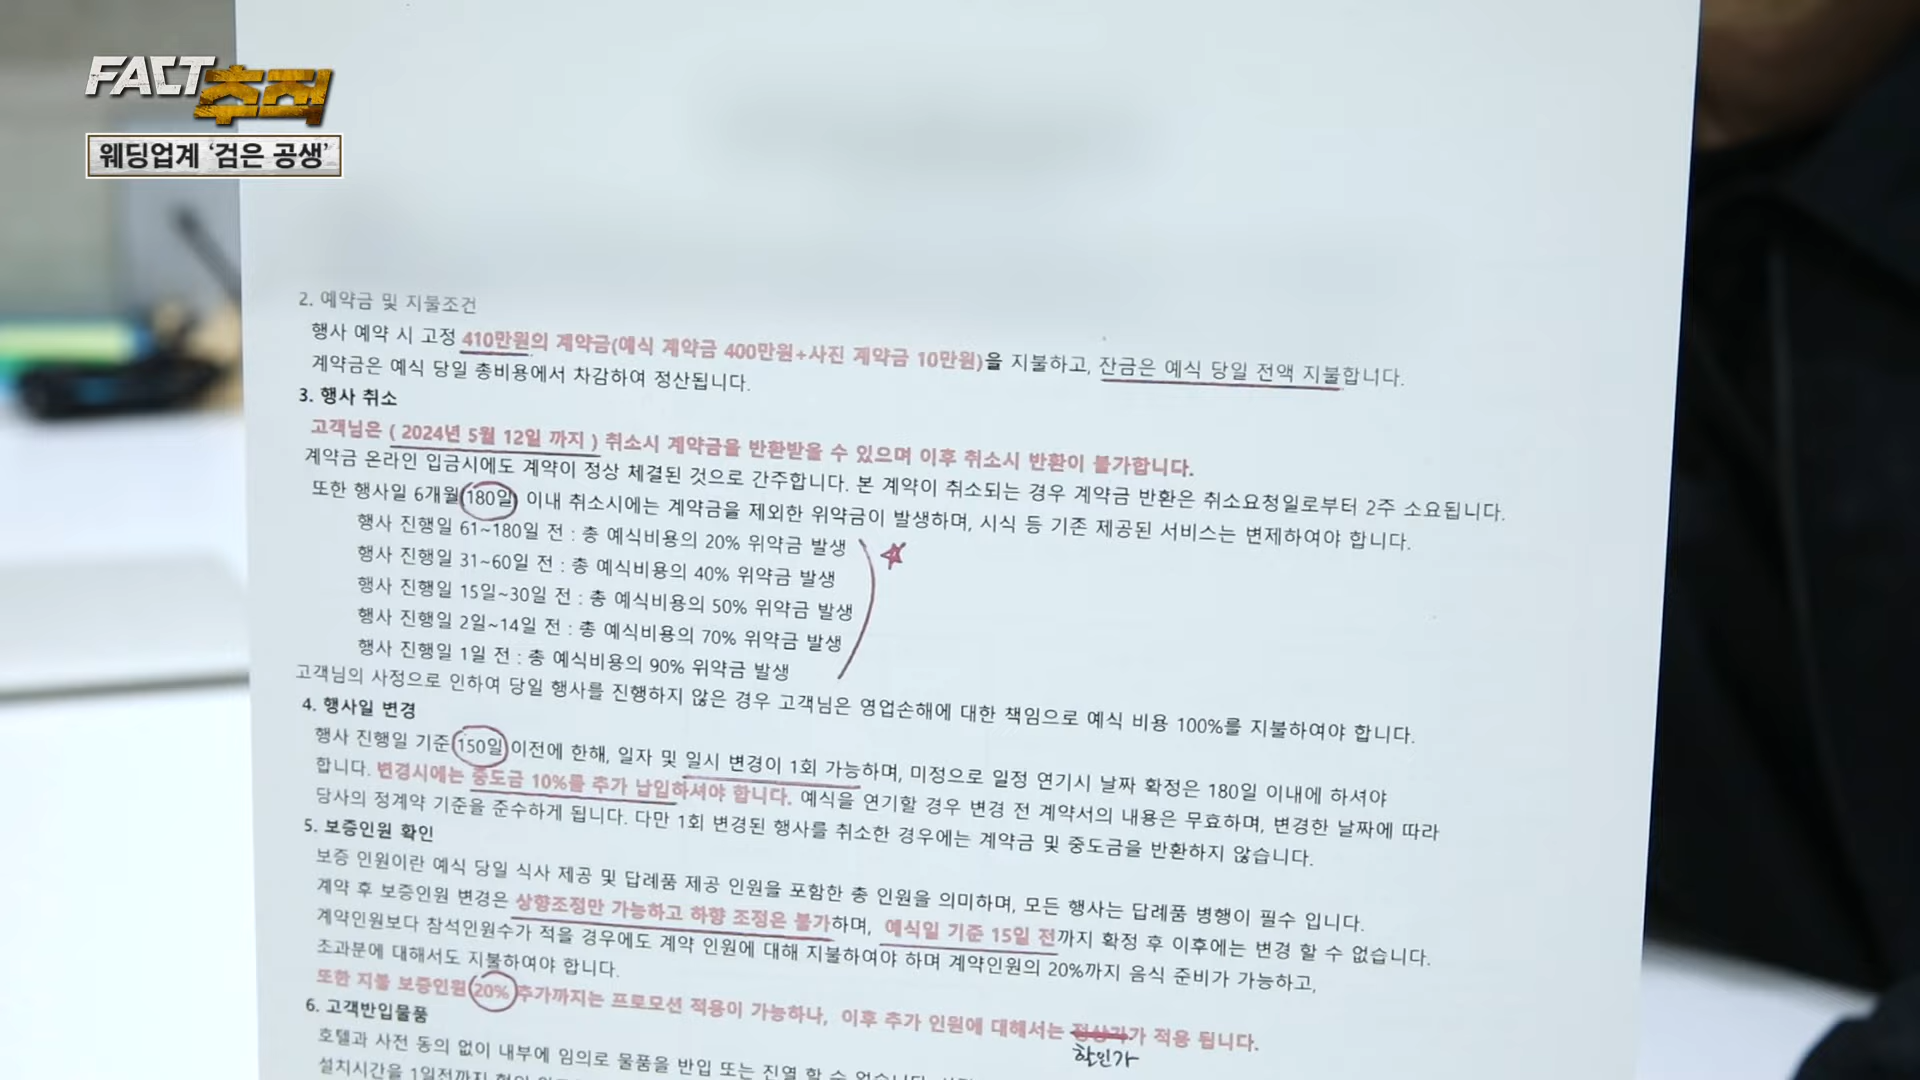 FACT추적
웨딩업계 '검은 공생'
2. 예약금 및 지불조건
행사 예약 시 고정 410만원의 계약금(예식 계약금 400만원+사진 계약금 10만원)을 지불하고, 잔금은 예식 당일 전액 지불합니다.
계약금은 예식 당일 총비용에서 차감하여 정산됩니다.
3. 행사 취소
고객님은 ( 2024년 5월 12일 까지 ) 취소시 계약금을 반환받을 수 있으며 이후 취소시 반환이 불가합니다.
계약금 온라인 입금시에도 계약이 정상 체결된 것으로 간주합니다. 본 계약이 취소되는 경우 계약금 반환은 취소요청일로부터 2주 소요됩니다.
또한 행사일 6개월(180일) 이내 취소시에는 계약금을 제외한 위약금이 발생하며, 시식 등 기존 제공된 서비스는 변제하여야 합니다.
행사 진행일 61~180일 전 : 총 예식비용의 20% 위약금 발생
행사 진행일 31~60일 전 : 총 예식비용의 40% 위약금 발생
행사 진행일 15일~30일 전 : 총 예식비용의 50% 위약금 발생
행사 진행일 2일~14일 전 : 총 예식비용의 70% 위약금 발생
행사 진행일 1일 전 : 총 예식비용의 90% 위약금 발생
고객님의 사정으로 인하여 당일 행사를 진행하지 않은 경우 고객님은 영업손해에 대한 책임으로 예식 비용 100%를 지불하여야 합니다.
4. 행사일 변경
행사 진행일 기준 150일 이전에 한해, 일자 및 일시 변경이 1회 가능하며, 미정으로 일정 연기시 날짜 확정은 180일 이내에 하셔야
합니다. 변경시에는 중도금 10%를 추가 납입하셔야 합니다. 예식을 연기할 경우 변경 전 계약서의 내용은 무효하며, 변경한 날짜에 따라
당사의 정계약 기준을 준수하게 됩니다. 다만 1회 변경된 행사를 취소한 경우에는 계약금 및 중도금을 반환하지 않습니다.
5. 보증인원 확인
보증 인원이란 예식 당일 식사 제공 및 답례품 제공 인원을 포함한 총 인원을 의미하며, 모든 행사는 답례품 병행이 필수 입니다.
계약 후 보증인원 변경은 상향조정만 가능하고 하향 조정은 불가하며, 예식일 기준 15일 전까지 확정 후 이후에는 변경 할 수 없습니다.
계약인원보다 참석인원수가 적을 경우에도 계약 인원에 대해 지불하여야 하며 계약인원의 20%까지 음식 준비가 가능하고,
초과분에 대해서도 지불하여야 합니다.
또한 지불 보증인원 20% 추가까지는 프로모션 적용이 가능하나, 이후 추가 인원에 대해서는 정상가가 적용 됩니다.
할인가
6. 고객반입물품
호텔과 사전 동의 없이 내부에 임의로 물품을 반입 또는 진열 할 수 없습니다.
설치시간을 1일전까지